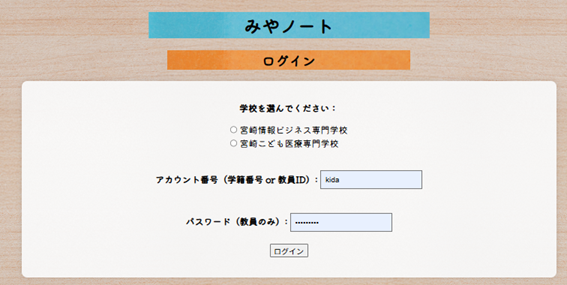 みやノート
ログイン
学校を選んでください：
宮崎情報ビジネス専門学校
宮崎こども医療専門学校
アカウント番号（学籍番号 or 教員ID）: kida
パスワード（教員のみ）: •••••••••
ログイン